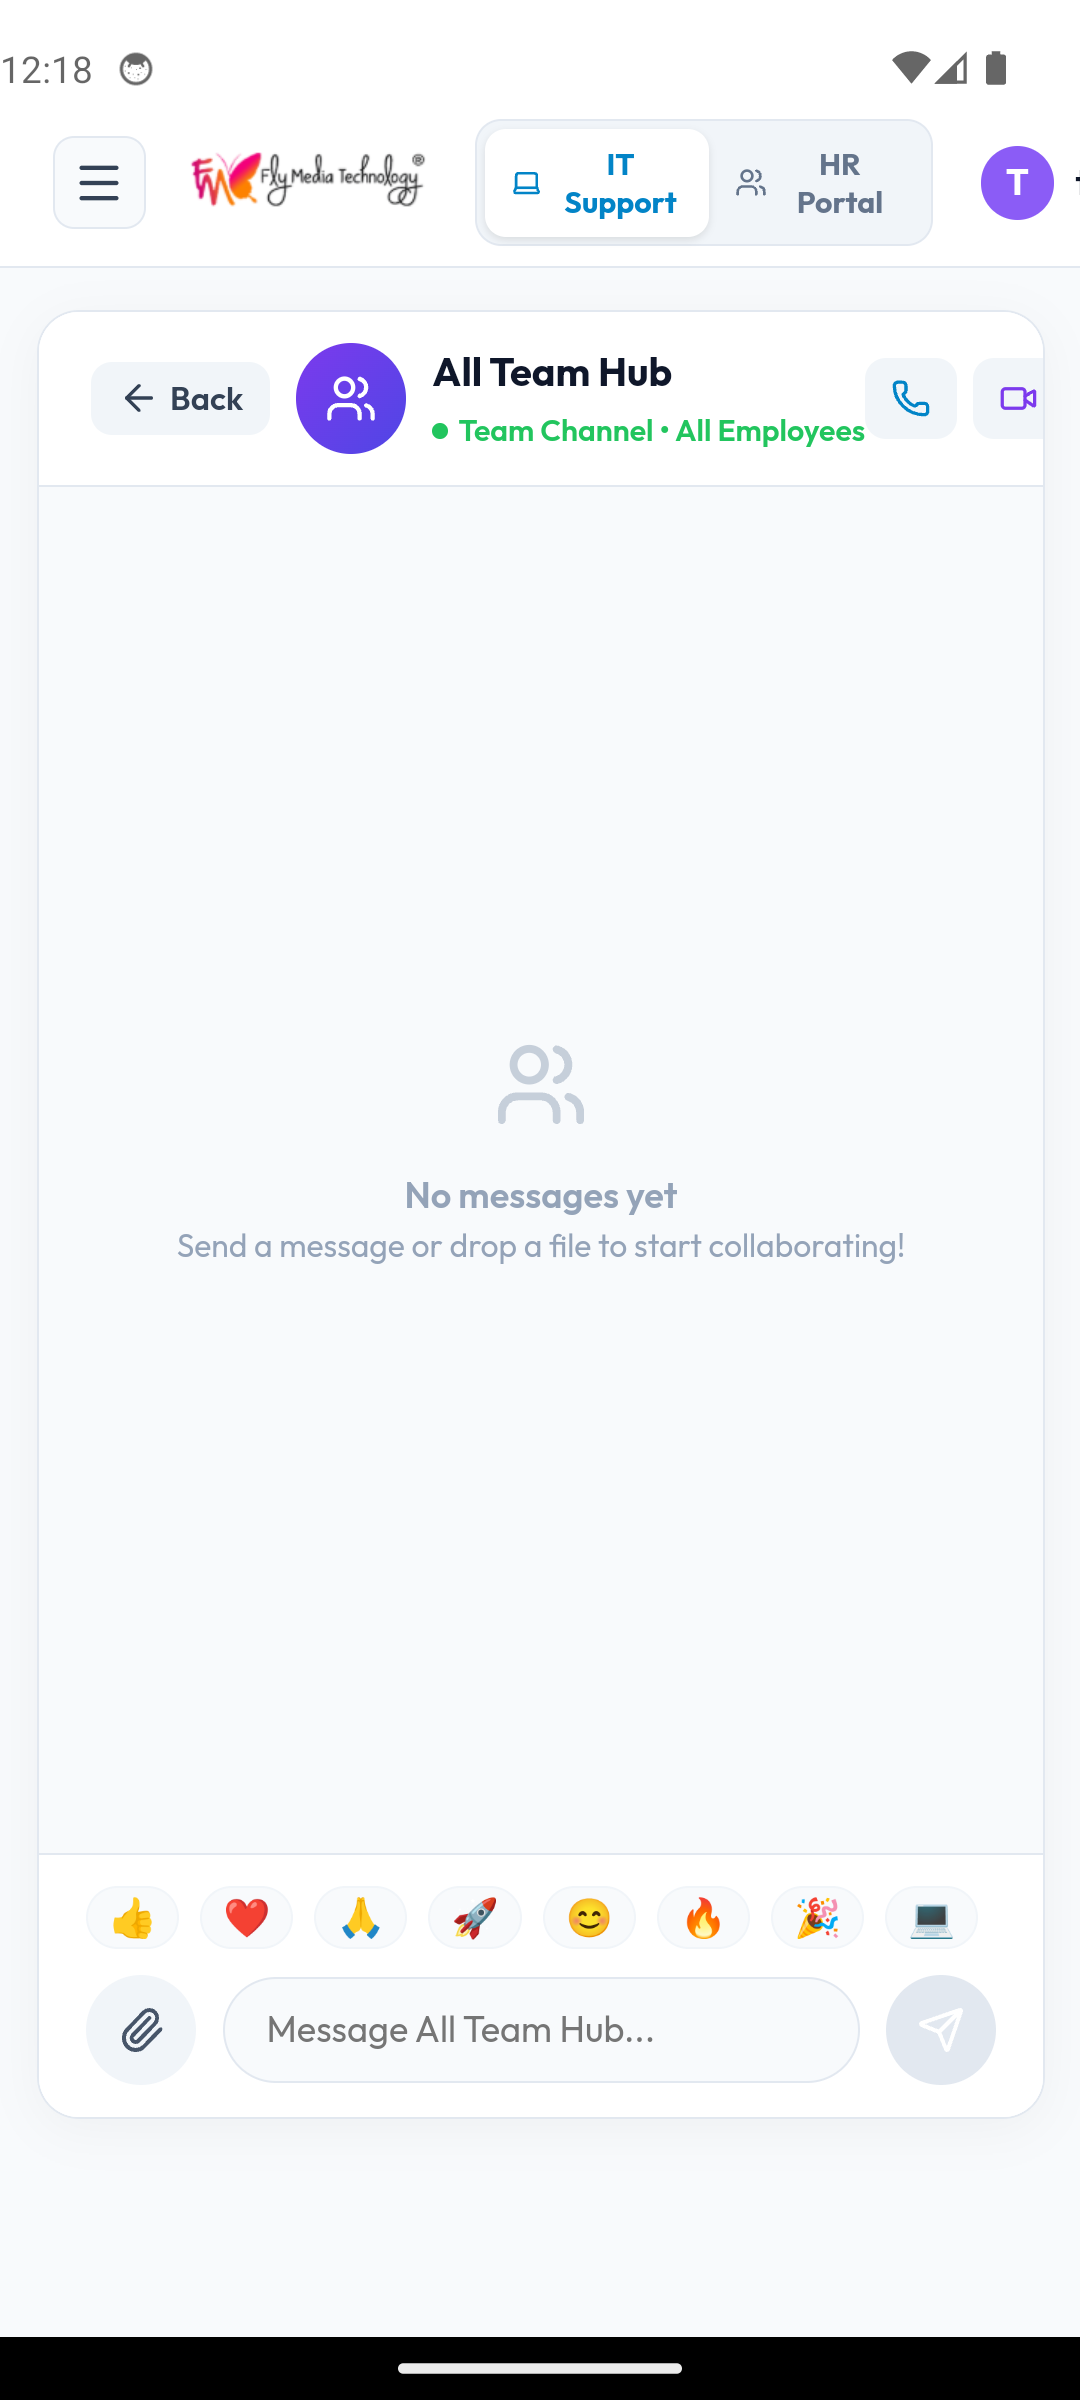 12:18
Fly Media Technology®
IT
Support
HR
Portal
T
Back
All Team Hub
Team Channel • All Employees
No messages yet
Send a message or drop a file to start collaborating!
👍 ❤️ 🙏 🚀 😊 🔥 🎉 💻
Message All Team Hub...